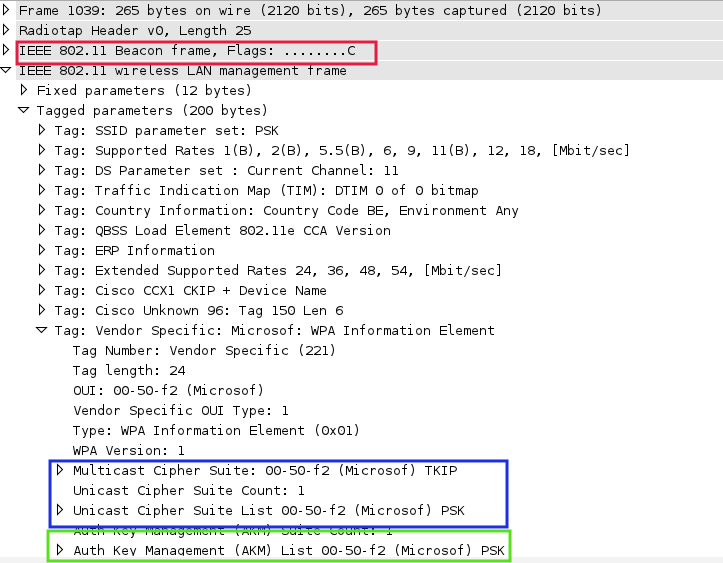 Frame 1039: 265 bytes on wire (2120 bits), 265 bytes captured (2120 bits)
Radiotap Header v0, Length 25
IEEE 802.11 Beacon frame, Flags: ........C
IEEE 802.11 wireless LAN management frame
Fixed parameters (12 bytes)
Tagged parameters (200 bytes)
Tag: SSID parameter set: PSK
Tag: Supported Rates 1(B), 2(B), 5.5(B), 6, 9, 11(B), 12, 18, [Mbit/sec]
Tag: DS Parameter set : Current Channel: 11
Tag: Traffic Indication Map (TIM): DTIM 0 of 0 bitmap
Tag: Country Information: Country Code BE, Environment Any
Tag: QBSS Load Element 802.11e CCA Version
Tag: ERP Information
Tag: Extended Supported Rates 24, 36, 48, 54, [Mbit/sec]
Tag: Cisco CCX1 CKIP + Device Name
Tag: Cisco Unknown 96: Tag 150 Len 6
Tag: Vendor Specific: Microsof: WPA Information Element
Tag Number: Vendor Specific (221)
Tag length: 24
OUI: 00-50-f2 (Microsof)
Vendor Specific OUI Type: 1
Type: WPA Information Element (0x01)
WPA Version: 1
Multicast Cipher Suite: 00-50-f2 (Microsof) TKIP
Unicast Cipher Suite Count: 1
Unicast Cipher Suite List 00-50-f2 (Microsof) PSK
Auth Key Management (AKM) Suite Count: 1
Auth Key Management (AKM) List 00-50-f2 (Microsof) PSK